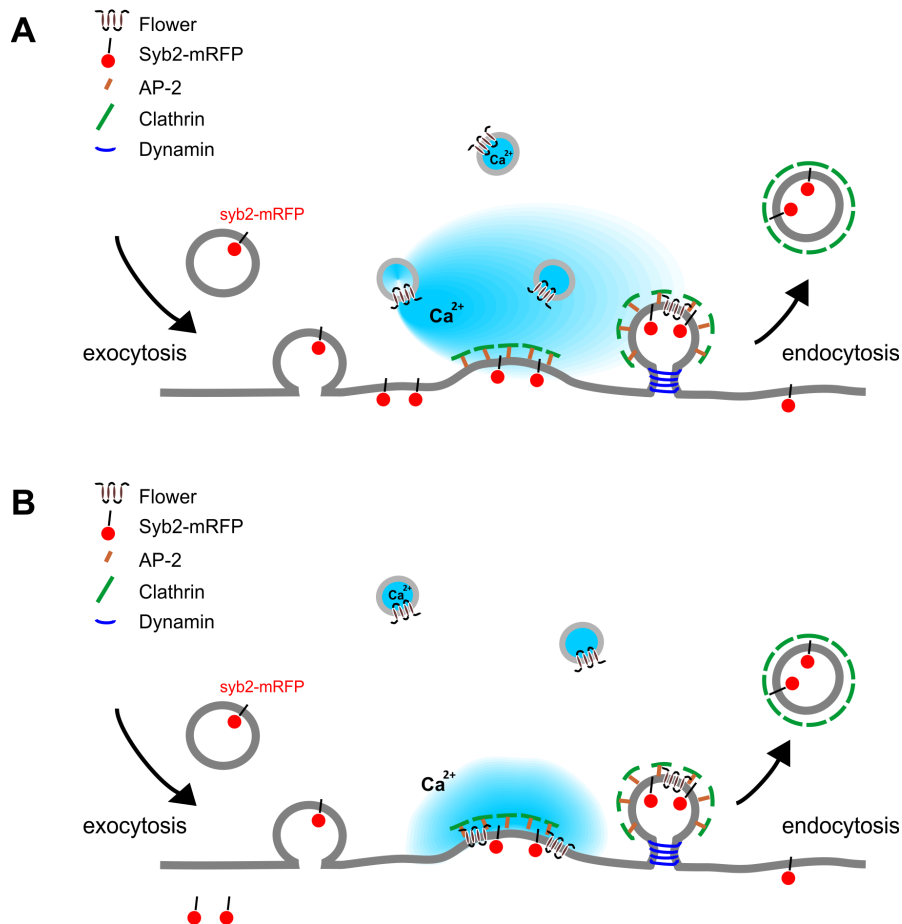 A
Flower
Syb2-mRFP
AP-2
Clathrin
Dynamin
Ca2+
syb2-mRFP
Ca2+
exocytosis
endocytosis
B
Flower
Syb2-mRFP
AP-2
Clathrin
Dynamin
Ca2+
syb2-mRFP
Ca2+
exocytosis
endocytosis